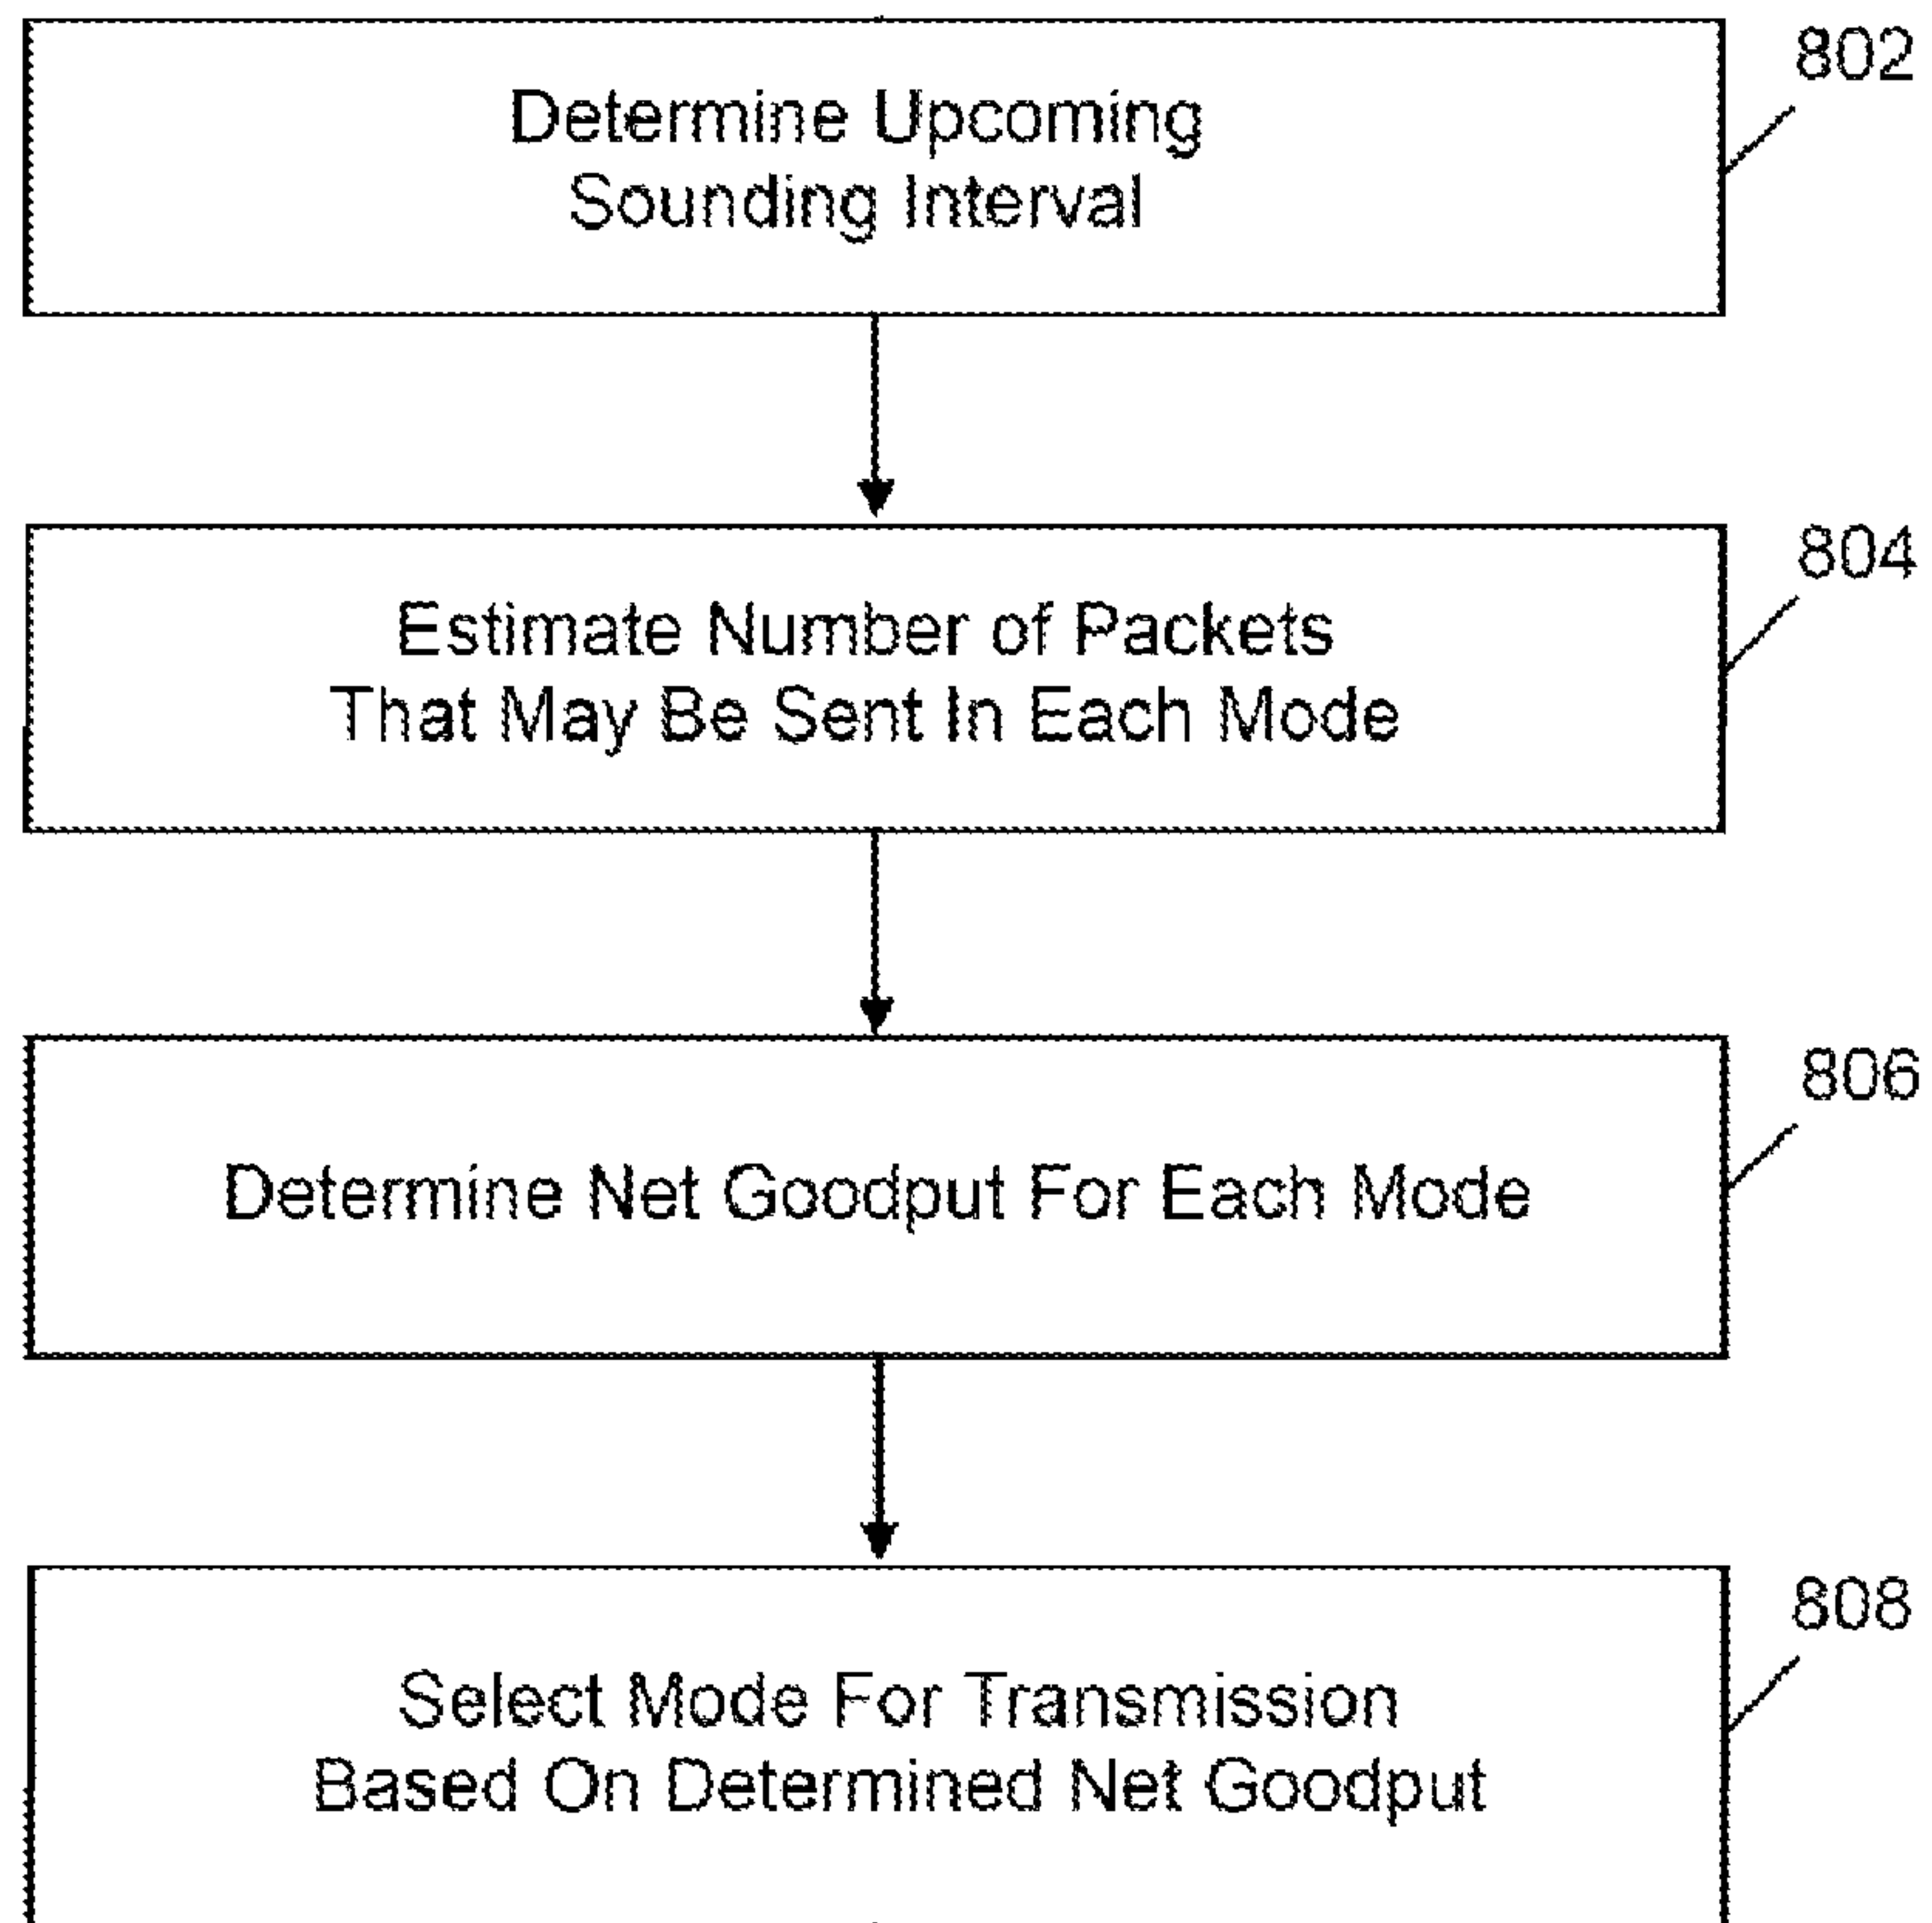 802
Determine Upcoming
Sounding Interval
804
Estimate Number of Packets
That May Be Sent In Each Mode
806
Determine Net Goodput For Each Mode
808
Select Mode For Transmission
Based On Determined Net Goodput